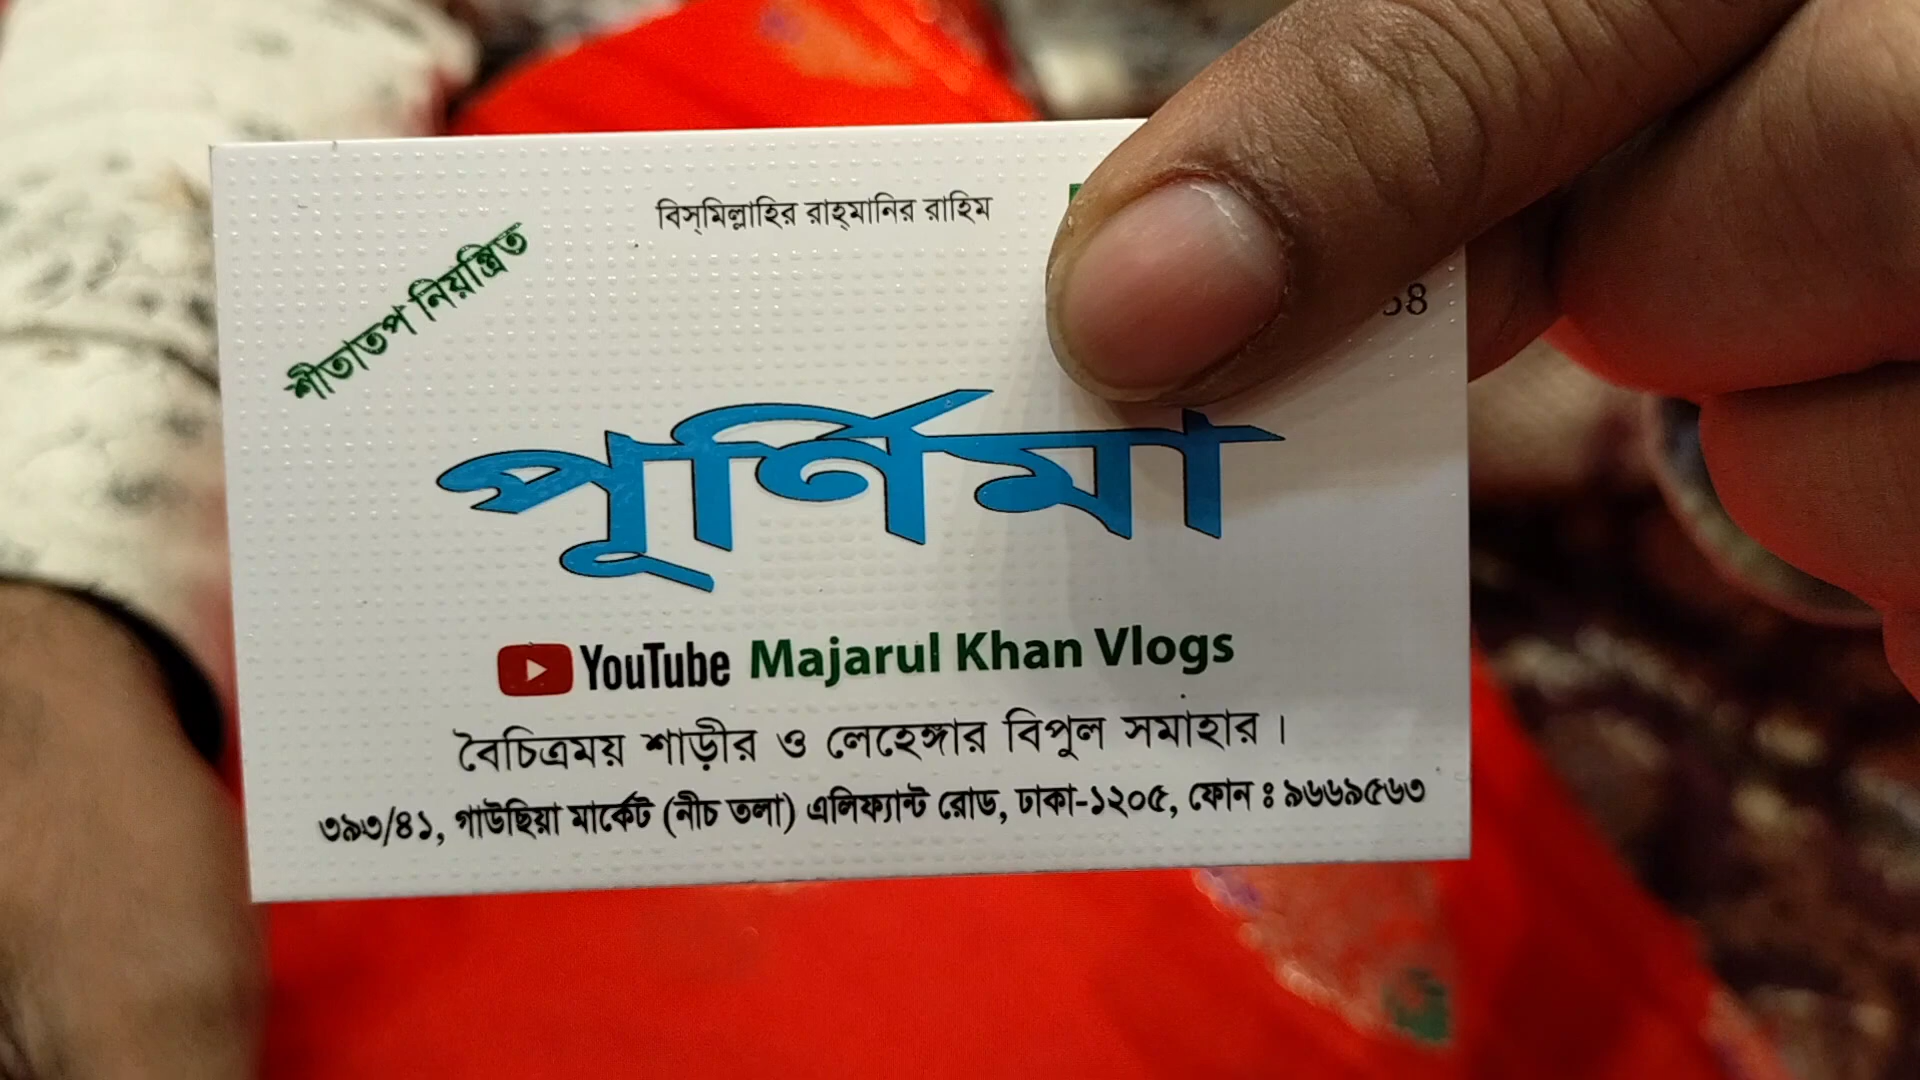 বিস্‌মিল্লাহির রাহ্‌মানির রাহিম
শীতাতপ নিয়ন্ত্রিত
পূর্ণিমা
YouTube Majarul Khan Vlogs
বৈচিত্রময় শাড়ীর ও লেহেঙ্গার বিপুল সমাহার ।
৩৯৩/৪১, গাউছিয়া মার্কেট (নীচ তলা) এলিফ্যান্ট রোড, ঢাকা-১২০৫, ফোন ঃ ৯৬৬৯৫৬৩